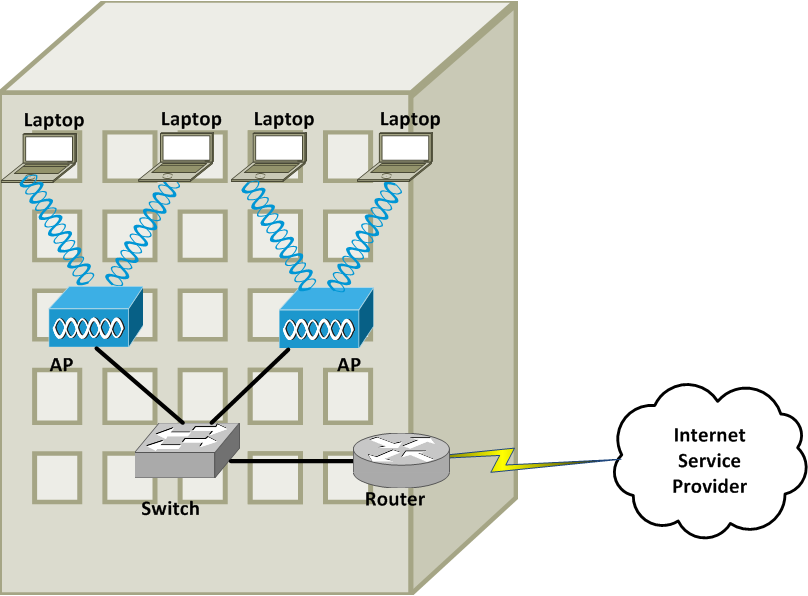 Laptop
Laptop
Laptop
Laptop
AP
AP
Switch
Router
Internet
Service
Provider